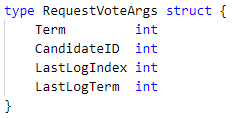 type RequestVoteArgs struct {
    Term         int
    CandidateID  int
    LastLogIndex int
    LastLogTerm  int
}